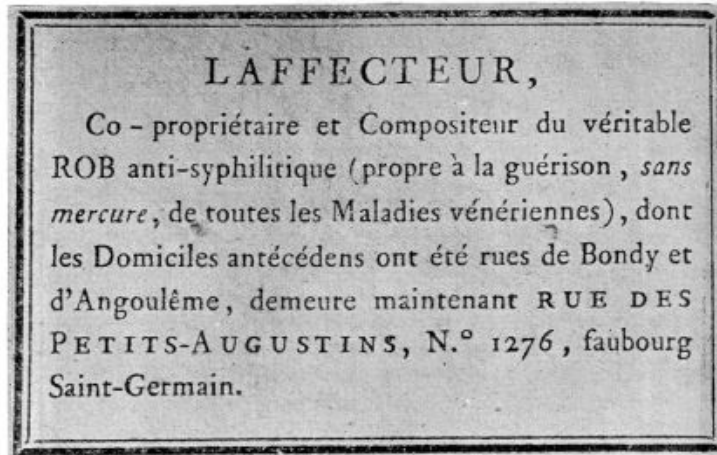 LAFFECTEUR,
Co-propriétaire et Compositeur du véritable
ROB anti-syphilitique (propre à la guérison, sans
mercure, de toutes les Maladies vénériennes), dont
les Domiciles antécédens ont été rues de Bondy et
d'Angoulême, demeure maintenant RUE DES
PETITS-AUGUSTINS, N.° 1276, faubourg
Saint-Germain.